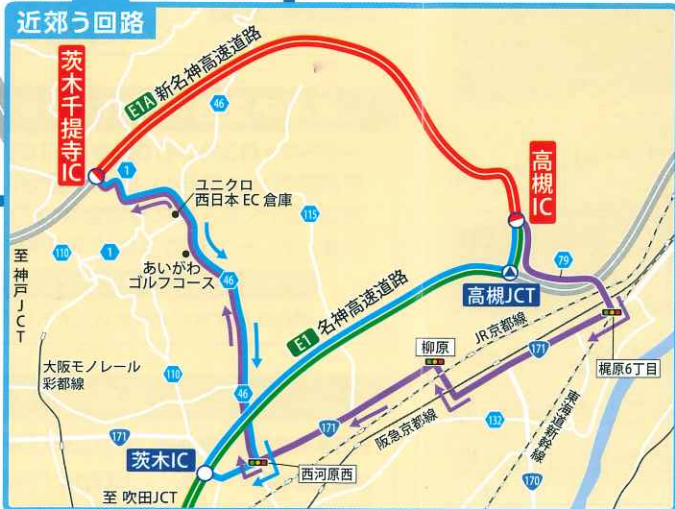 近郊う回路
茨木千提寺IC
E1A 新名神高速道路
46
1
ユニクロ
西日本 EC 倉庫
115
高槻IC
110
1
あいがわ
ゴルフコース
46
79
至 神戸JCT
高槻JCT
E1 名神高速道路
JR京都線
柳原
171
梶原6丁目
大阪モノレール
彩都線
110
46
171
阪急京都線
132
東海道新幹線
171
茨木IC
西河原西
170
至 吹田JCT